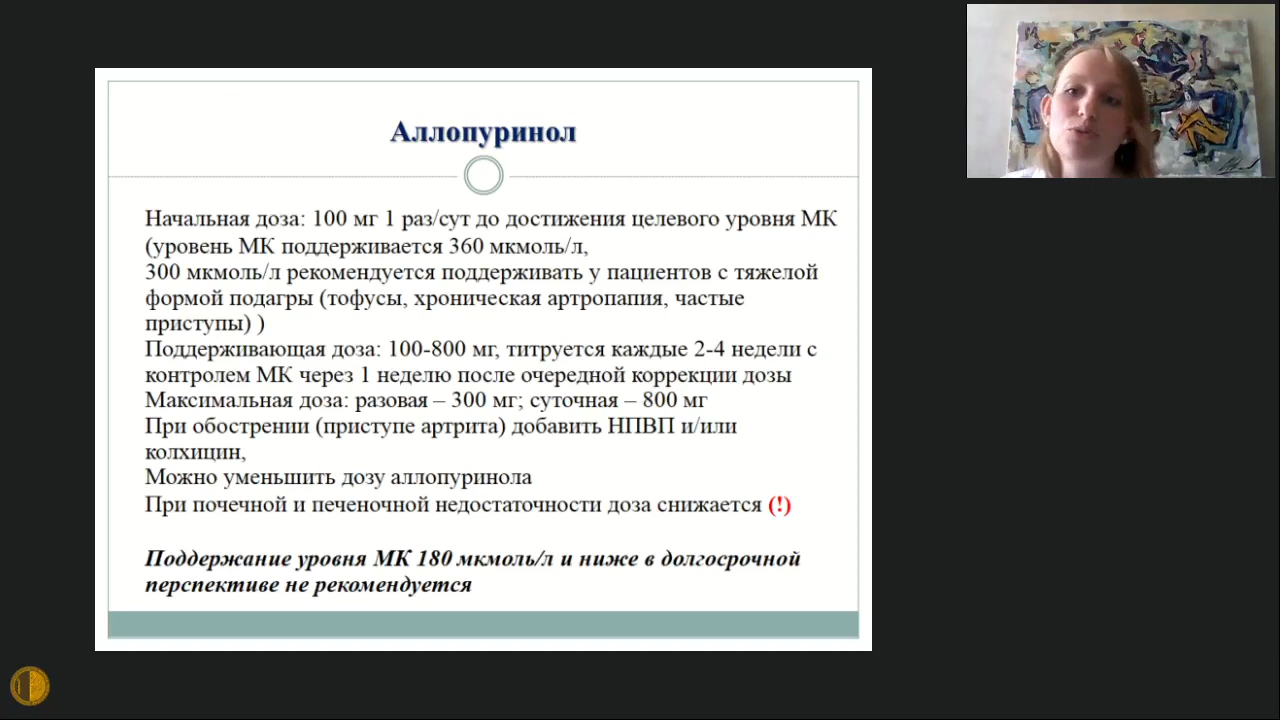 Аллопуринол
Начальная доза: 100 мг 1 раз/сут до достижения целевого уровня МК
(уровень МК поддерживается 360 мкмоль/л,
300 мкмоль/л рекомендуется поддерживать у пациентов с тяжелой
формой подагры (тофусы, хроническая артропапия, частые
приступы) )
Поддерживающая доза: 100-800 мг, титруется каждые 2-4 недели с
контролем МК через 1 неделю после очередной коррекции дозы
Максимальная доза: разовая – 300 мг; суточная – 800 мг
При обострении (приступе артрита) добавить НПВП и/или
колхицин,
Можно уменьшить дозу аллопуринола
При почечной и печеночной недостаточности доза снижается (!)
Поддержание уровня МК 180 мкмоль/л и ниже в долгосрочной
перспективе не рекомендуется